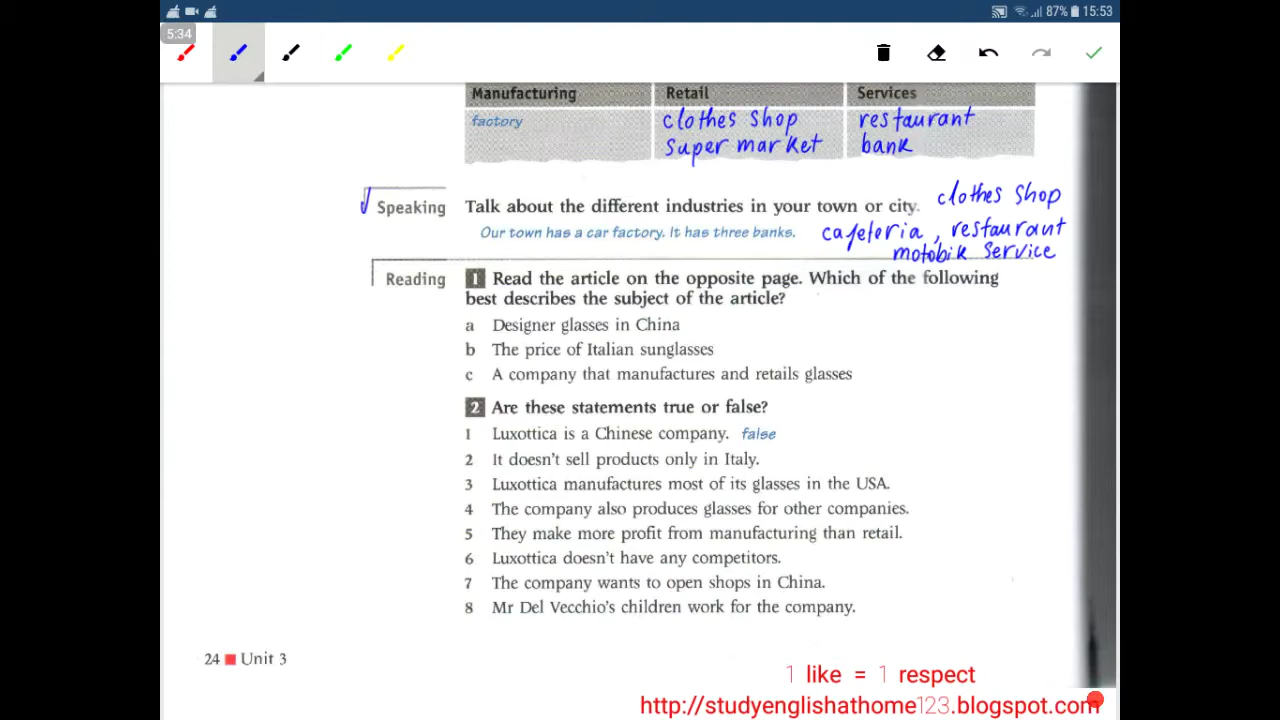 87% 15:53
5:34
Manufacturing Retail Services
factory clothes shop restaurant
super market bank
Speaking Talk about the different industries in your town or city. clothes shop
Our town has a car factory. It has three banks. cafeteria, restaurant
motobik service
Reading 1 Read the article on the opposite page. Which of the following
best describes the subject of the article?
a Designer glasses in China
b The price of Italian sunglasses
c A company that manufactures and retails glasses
2 Are these statements true or false?
1 Luxottica is a Chinese company. false
2 It doesn't sell products only in Italy.
3 Luxottica manufactures most of its glasses in the USA.
4 The company also produces glasses for other companies.
5 They make more profit from manufacturing than retail.
6 Luxottica doesn't have any competitors.
7 The company wants to open shops in China.
8 Mr Del Vecchio's children work for the company.
24 Unit 3
1 like = 1 respect
http://studyenglishathome123.blogspot.com